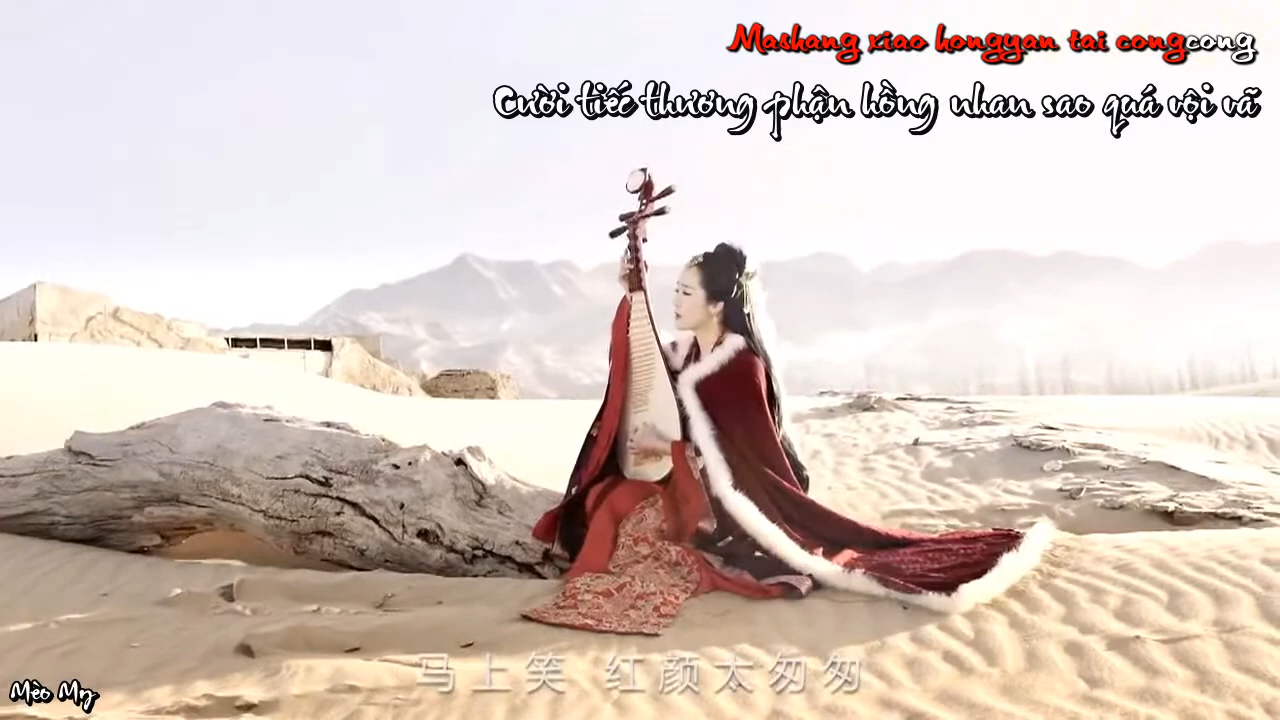 Mashang xiao hongyan tai congcong
Cười tiếc thương phận hồng nhan sao quá vội vã
马上笑 红颜太匆匆
Mèo My